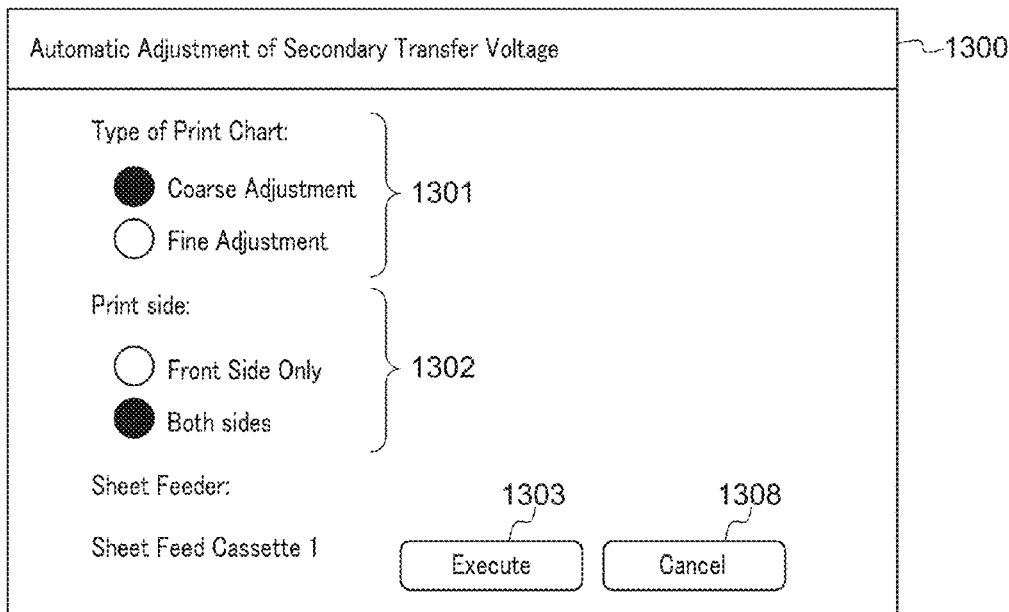 Automatic Adjustment of Secondary Transfer Voltage
1300
Type of Print Chart:
Coarse Adjustment
1301
Fine Adjustment
Print side:
Front Side Only
1302
Both sides
Sheet Feeder:
1303
1308
Sheet Feed Cassette 1
Execute
Cancel